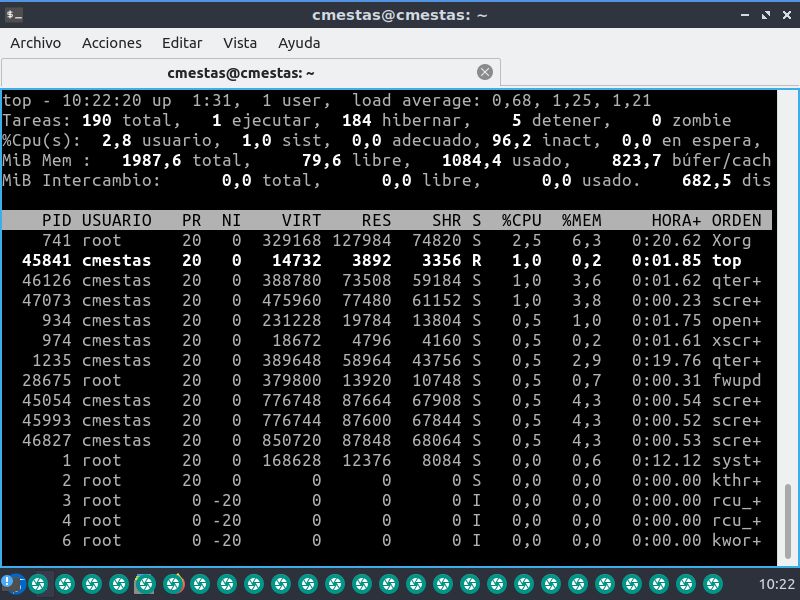 cmestas@cmestas: ~
Archivo Acciones Editar Vista Ayuda
cmestas@cmestas: ~
top - 10:22:20 up  1:31,  1 user,  load average: 0,68, 1,25, 1,21
Tareas: 190 total,   1 ejecutar,  184 hibernar,    5 detener,    0 zombie
%Cpu(s):  2,8 usuario,  1,0 sist,  0,0 adecuado, 96,2 inact,  0,0 en espera,
MiB Mem :   1987,6 total,     79,6 libre,   1084,4 usado,    823,7 búfer/cach
MiB Intercambio:      0,0 total,      0,0 libre,      0,0 usado.    682,5 dis
PID USUARIO   PR  NI    VIRT    RES    SHR S  %CPU  %MEM     HORA+ ORDEN
741 root      20   0  329168 127984  74820 S   2,5   6,3   0:20.62 Xorg
45841 cmestas   20   0   14732   3892   3356 R   1,0   0,2   0:01.85 top
46126 cmestas   20   0  388780  73508  59184 S   1,0   3,6   0:01.62 qter+
47073 cmestas   20   0  475960  77480  61152 S   1,0   3,8   0:00.23 scre+
934 cmestas   20   0  231228  19784  13804 S   0,5   1,0   0:01.75 open+
974 cmestas   20   0   18672   4796   4160 S   0,5   0,2   0:01.61 xscr+
1235 cmestas   20   0  389648  58964  43756 S   0,5   2,9   0:19.76 qter+
28675 root      20   0  379800  13920  10748 S   0,5   0,7   0:00.31 fwupd
45054 cmestas   20   0  776748  87664  67908 S   0,5   4,3   0:00.54 scre+
45993 cmestas   20   0  776744  87600  67844 S   0,5   4,3   0:00.52 scre+
46827 cmestas   20   0  850720  87848  68064 S   0,5   4,3   0:00.53 scre+
1 root      20   0  168628  12376   8084 S   0,0   0,6   0:12.12 syst+
2 root      20   0       0      0      0 S   0,0   0,0   0:00.00 kthr+
3 root       0 -20       0      0      0 I   0,0   0,0   0:00.00 rcu_+
4 root       0 -20       0      0      0 I   0,0   0,0   0:00.00 rcu_+
6 root       0 -20       0      0      0 I   0,0   0,0   0:00.00 kwor+
10:22